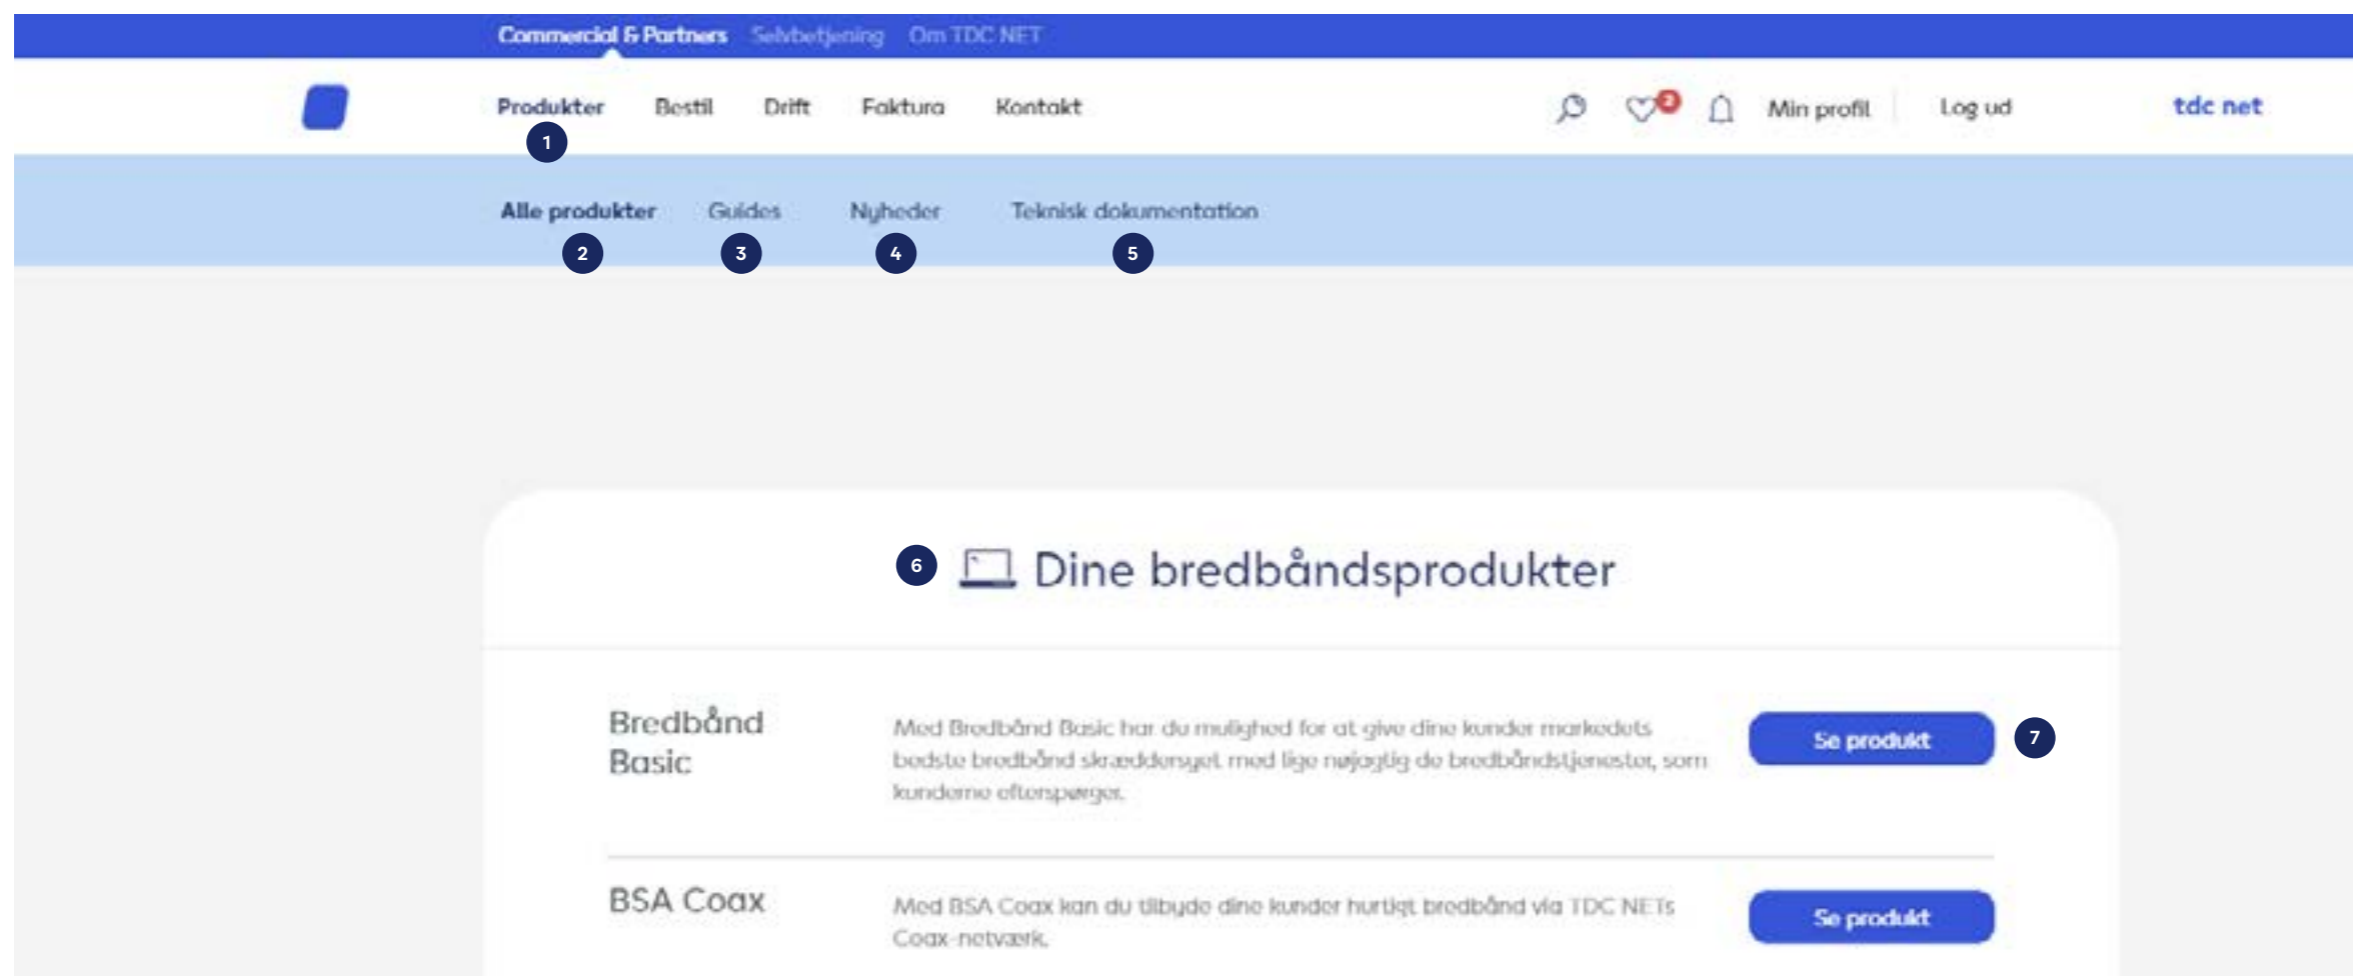 Commercial & Partners Selvbetjening Om TDC NET
Produkter Bestil Drift Faktura Kontakt 2 Min profil Log ud tdc net
1
Alle produkter Guides Nyheder Teknisk dokumentation
2 3 4 5
6 Dine bredbåndsprodukter
Bredbånd
Basic
Med Bredbånd Basic har du mulighed for at give dine kunder markedets
bedste bredbånd skræddersyet med lige nøjagtig de bredbåndstjenester, som
kunderne efterspørger.
Se produkt 7
BSA Coax
Med BSA Coax kan du tilbyde dine kunder hurtigt bredbånd via TDC NETs
Coax-netværk.
Se produkt